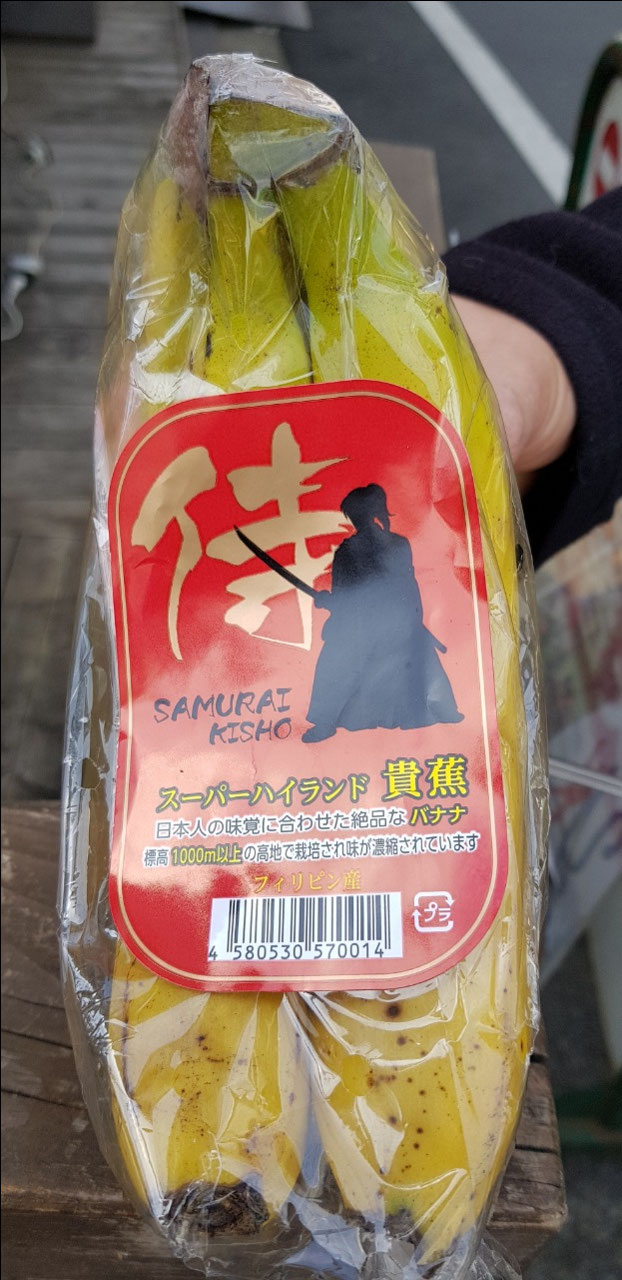 侍
SAMURAI
KISHO
スーパーハイランド 貴蕉
日本人の味覚に合わせた絶品な バナナ
標高1000m以上の高地で栽培され味が濃縮されています
フィリピン産
プラ
4 580530 570014